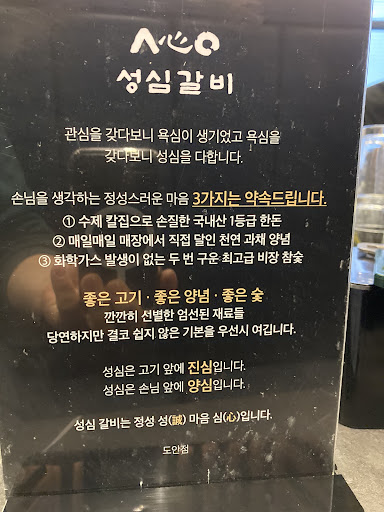 성심갈비
관심을 갖다보니 욕심이 생기었고 욕심을
갖다보니 성심을 다합니다.
손님을 생각하는 정성스러운 마음 3가지는 약속드립니다.
① 수제 칼집으로 손질한 국내산 1등급 한돈
② 매일매일 매장에서 직접 달인 천연 과채 양념
③ 화학가스 발생이 없는 두 번 구운 최고급 비장 참숯
좋은 고기 · 좋은 양념 · 좋은 숯
깐깐히 선별한 엄선된 재료들
당연하지만 결코 쉽지 않은 기본을 우선시 여깁니다.
성심은 고기 앞에 진심입니다.
성심은 손님 앞에 양심입니다.
성심 갈비는 정성 성(誠) 마음 심(心)입니다.
도안점